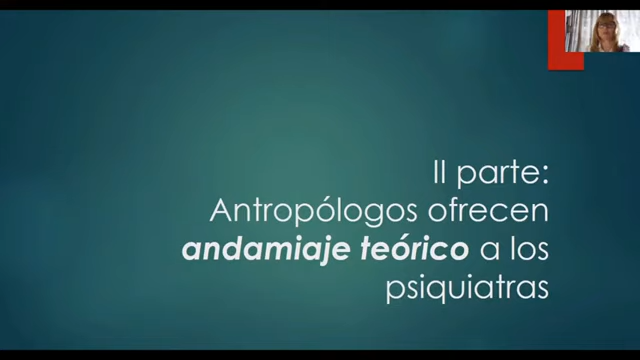 II parte:
Antropólogos ofrecen
andamiaje teórico a los
psiquiatras